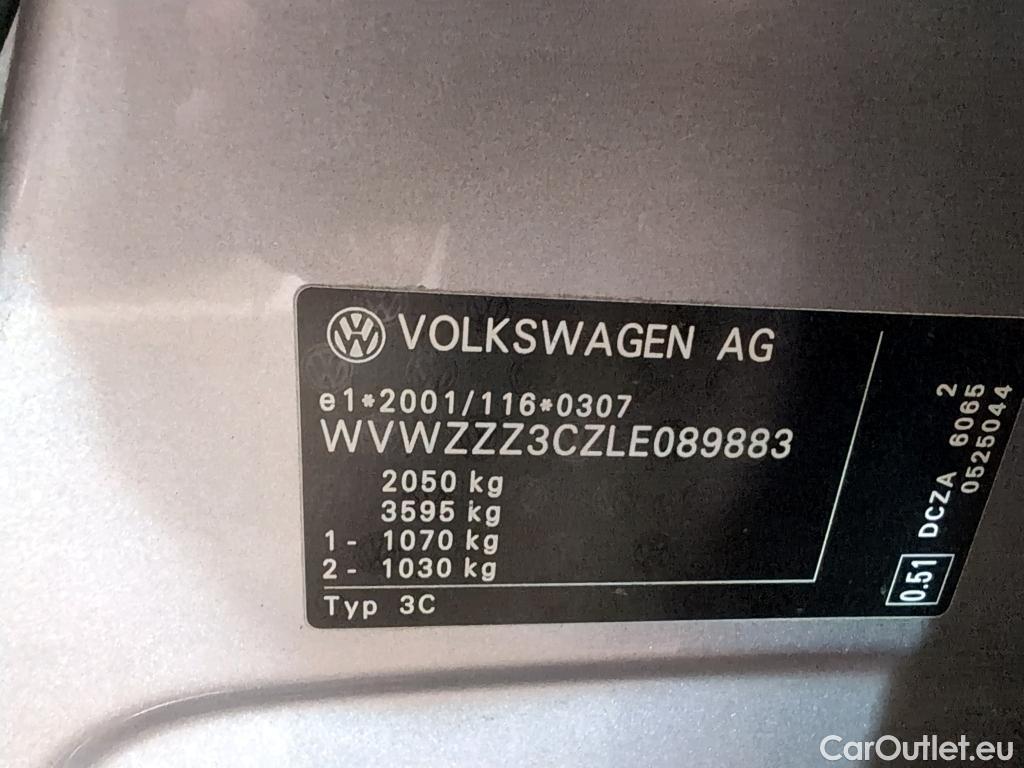 VOLKSWAGEN AG
e1*2001/116*0307
WVWZZZ3CZLE089883
2050 kg
3595 kg
1- 1070 kg
2- 1030 kg
Typ 3C
0.51 DCZA 6065 2
0525044
CarOutlet.eu